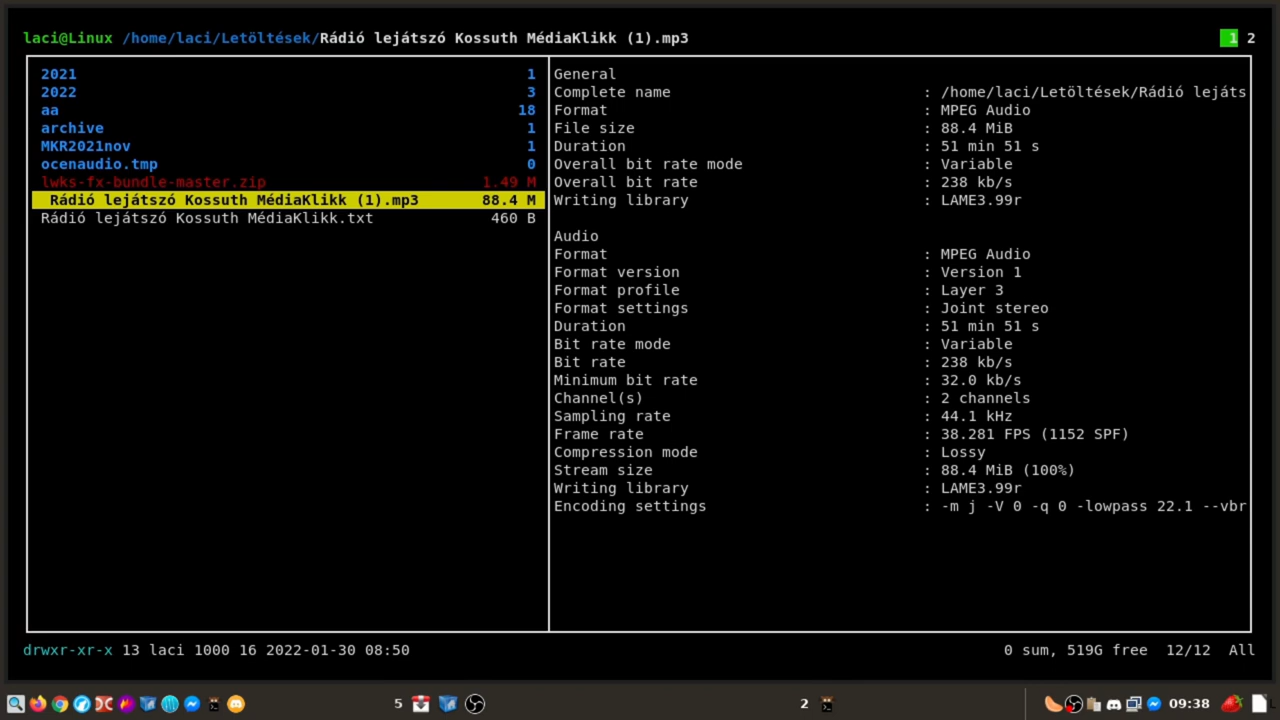 laci@Linux /home/laci/Letöltések/Rádió lejátszó Kossuth MédiaKlikk (1).mp3 1 2
2021 1
2022 3
aa 18
archive 1
MKR2021nov 1
ocenaudio.tmp 0
lwks-fx-bundle-master.zip 1.49 M
Rádió lejátszó Kossuth MédiaKlikk (1).mp3 88.4 M
Rádió lejátszó Kossuth MédiaKlikk.txt 460 B
General
Complete name : /home/laci/Letöltések/Rádió lejáts
Format : MPEG Audio
File size : 88.4 MiB
Duration : 51 min 51 s
Overall bit rate mode : Variable
Overall bit rate : 238 kb/s
Writing library : LAME3.99r
Audio
Format : MPEG Audio
Format version : Version 1
Format profile : Layer 3
Format settings : Joint stereo
Duration : 51 min 51 s
Bit rate mode : Variable
Bit rate : 238 kb/s
Minimum bit rate : 32.0 kb/s
Channel(s) : 2 channels
Sampling rate : 44.1 kHz
Frame rate : 38.281 FPS (1152 SPF)
Compression mode : Lossy
Stream size : 88.4 MiB (100%)
Writing library : LAME3.99r
Encoding settings : -m j -V 0 -q 0 -lowpass 22.1 --vbr
drwxr-xr-x 13 laci 1000 16 2022-01-30 08:50 0 sum, 519G free 12/12 All
5 2 09:38